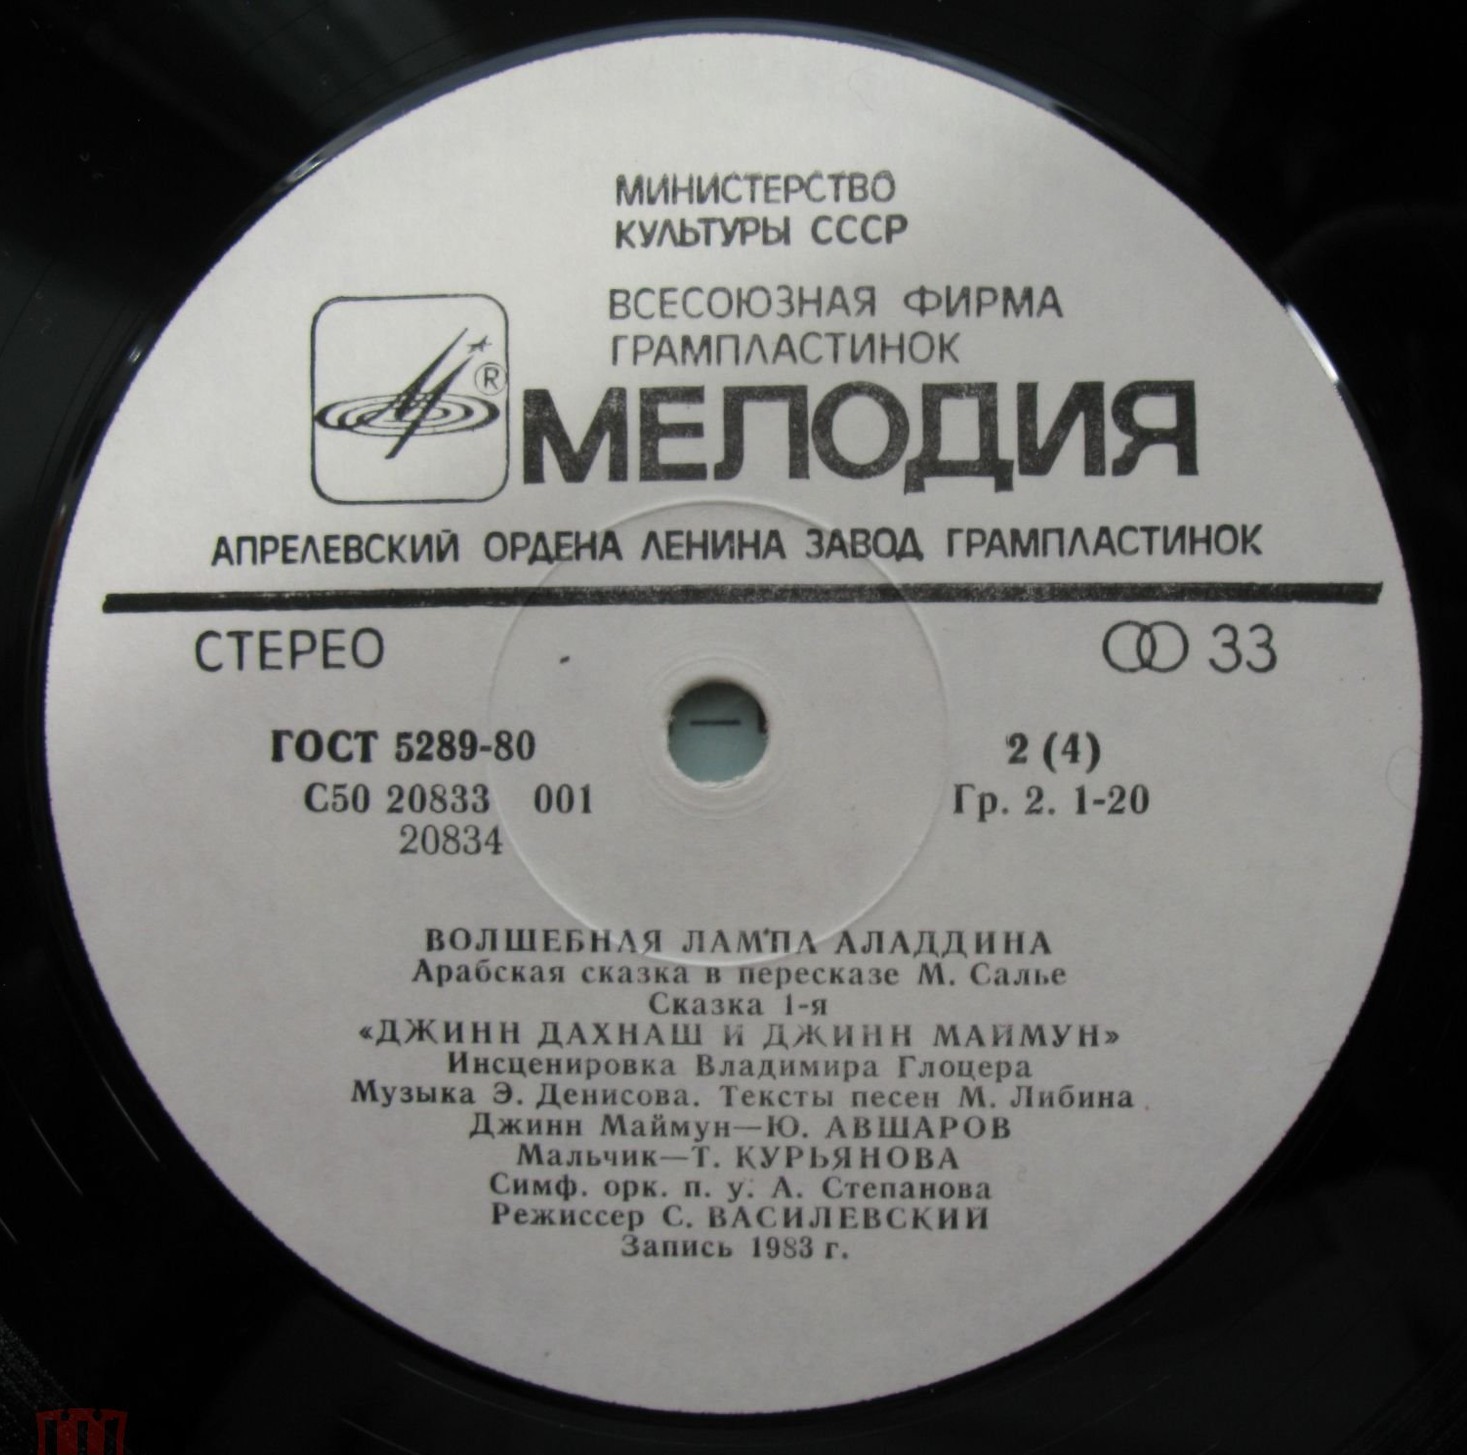 МИНИСТЕРСТВО
КУЛЬТУРЫ СССР
ВСЕСОЮЗНАЯ ФИРМА
ГРАМПЛАСТИНОК
®
МЕЛОДИЯ
АПРЕЛЕВСКИЙ ОРДЕНА ЛЕНИНА ЗАВОД ГРАМПЛАСТИНОК
СТЕРЕО 33
ГОСТ 5289-80 2 (4)
С50 20833 001 Гр. 2. 1-20
20834
ВОЛШЕБНАЯ ЛАМПА АЛАДДИНА
Арабская сказка в пересказе М. Салье
Сказка 1-я
«ДЖИНН ДАХНАШ И ДЖИНН МАЙМУН»
Инсценировка Владимира Глоцера
Музыка Э. Денисова. Тексты песен М. Либина
Джинн Маймун—Ю. АВШАРОВ
Мальчик—Т. КУРЬЯНОВА
Симф. орк. п. у. А. Степанова
Режиссер С. ВАСИЛЕВСКИЙ
Запись 1983 г.